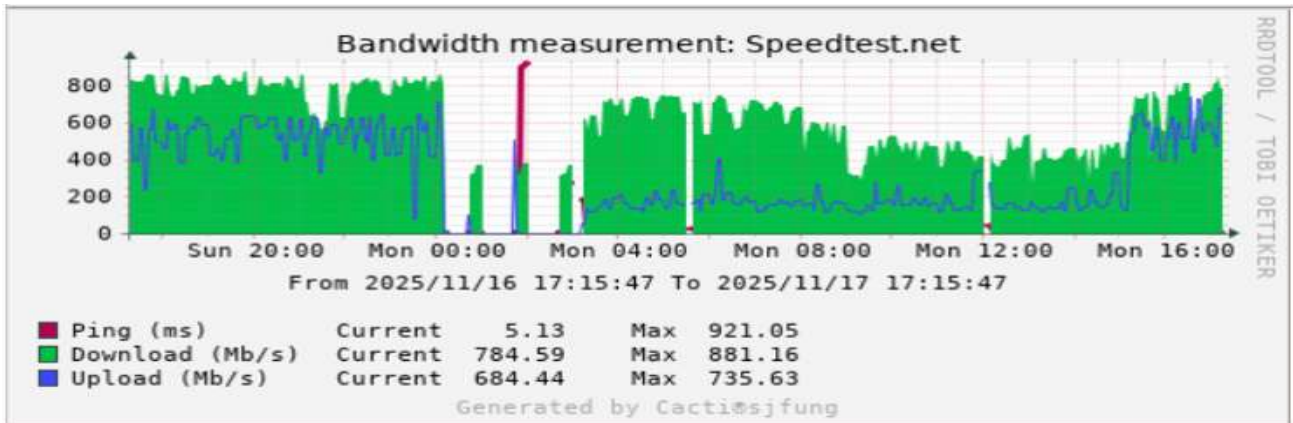 Bandwidth measurement: Speedtest.net
RRDTOOL / TOBI OETIKER
800
600
400
200
0
Sun 20:00 Mon 00:00 Mon 04:00 Mon 08:00 Mon 12:00 Mon 16:00
From 2025/11/16 17:15:47 To 2025/11/17 17:15:47
Ping (ms) Current 5.13 Max 921.05
Download (Mb/s) Current 784.59 Max 881.16
Upload (Mb/s) Current 684.44 Max 735.63
Generated by Cacti®sjfung